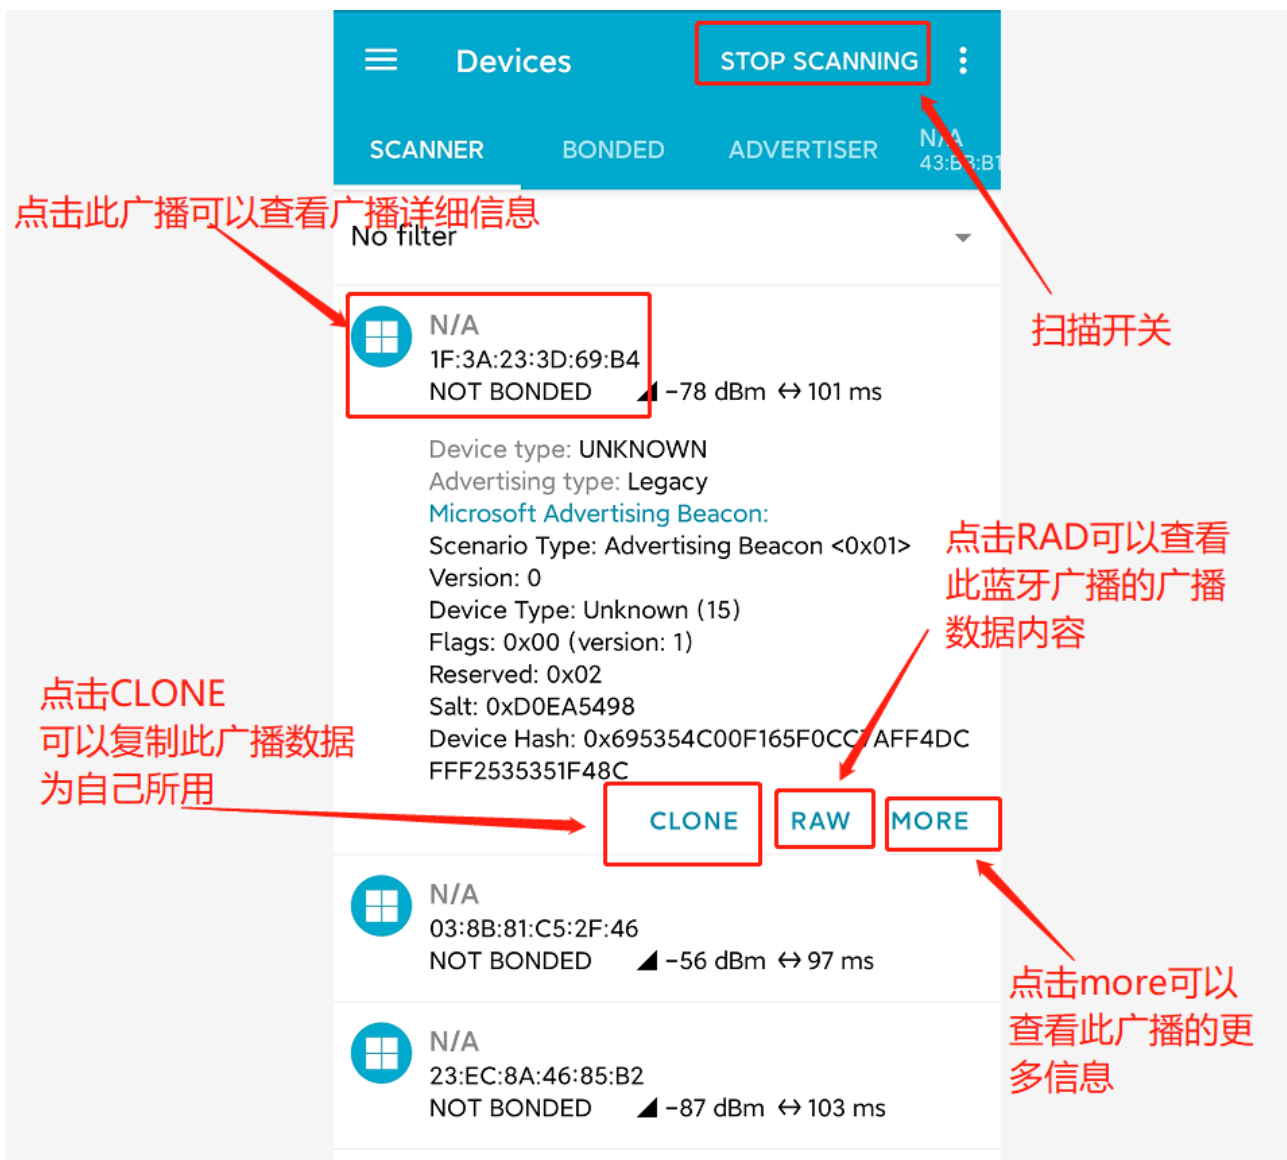 Devices
STOP SCANNING
SCANNER
BONDED
ADVERTISER
N/A
43:B3:B1
点击此广播可以查看广播详细信息
No filter
扫描开关
N/A
1F:3A:23:3D:69:B4
NOT BONDED
-78 dBm
101 ms
Device type: UNKNOWN
Advertising type: Legacy
Microsoft Advertising Beacon:
Scenario Type: Advertising Beacon <0x01>
Version: 0
Device Type: Unknown (15)
Flags: 0x00 (version: 1)
Reserved: 0x02
Salt: 0xD0EA5498
Device Hash: 0x695354C00F165F0CC7AFF4DC
FFF2535351F48C
点击RAD可以查看
此蓝牙广播的广播
数据内容
点击CLONE
可以复制此广播数据
为自己所用
CLONE
RAW
MORE
N/A
03:8B:81:C5:2F:46
NOT BONDED
-56 dBm
97 ms
点击more可以
查看此广播的更
多信息
N/A
23:EC:8A:46:85:B2
NOT BONDED
-87 dBm
103 ms